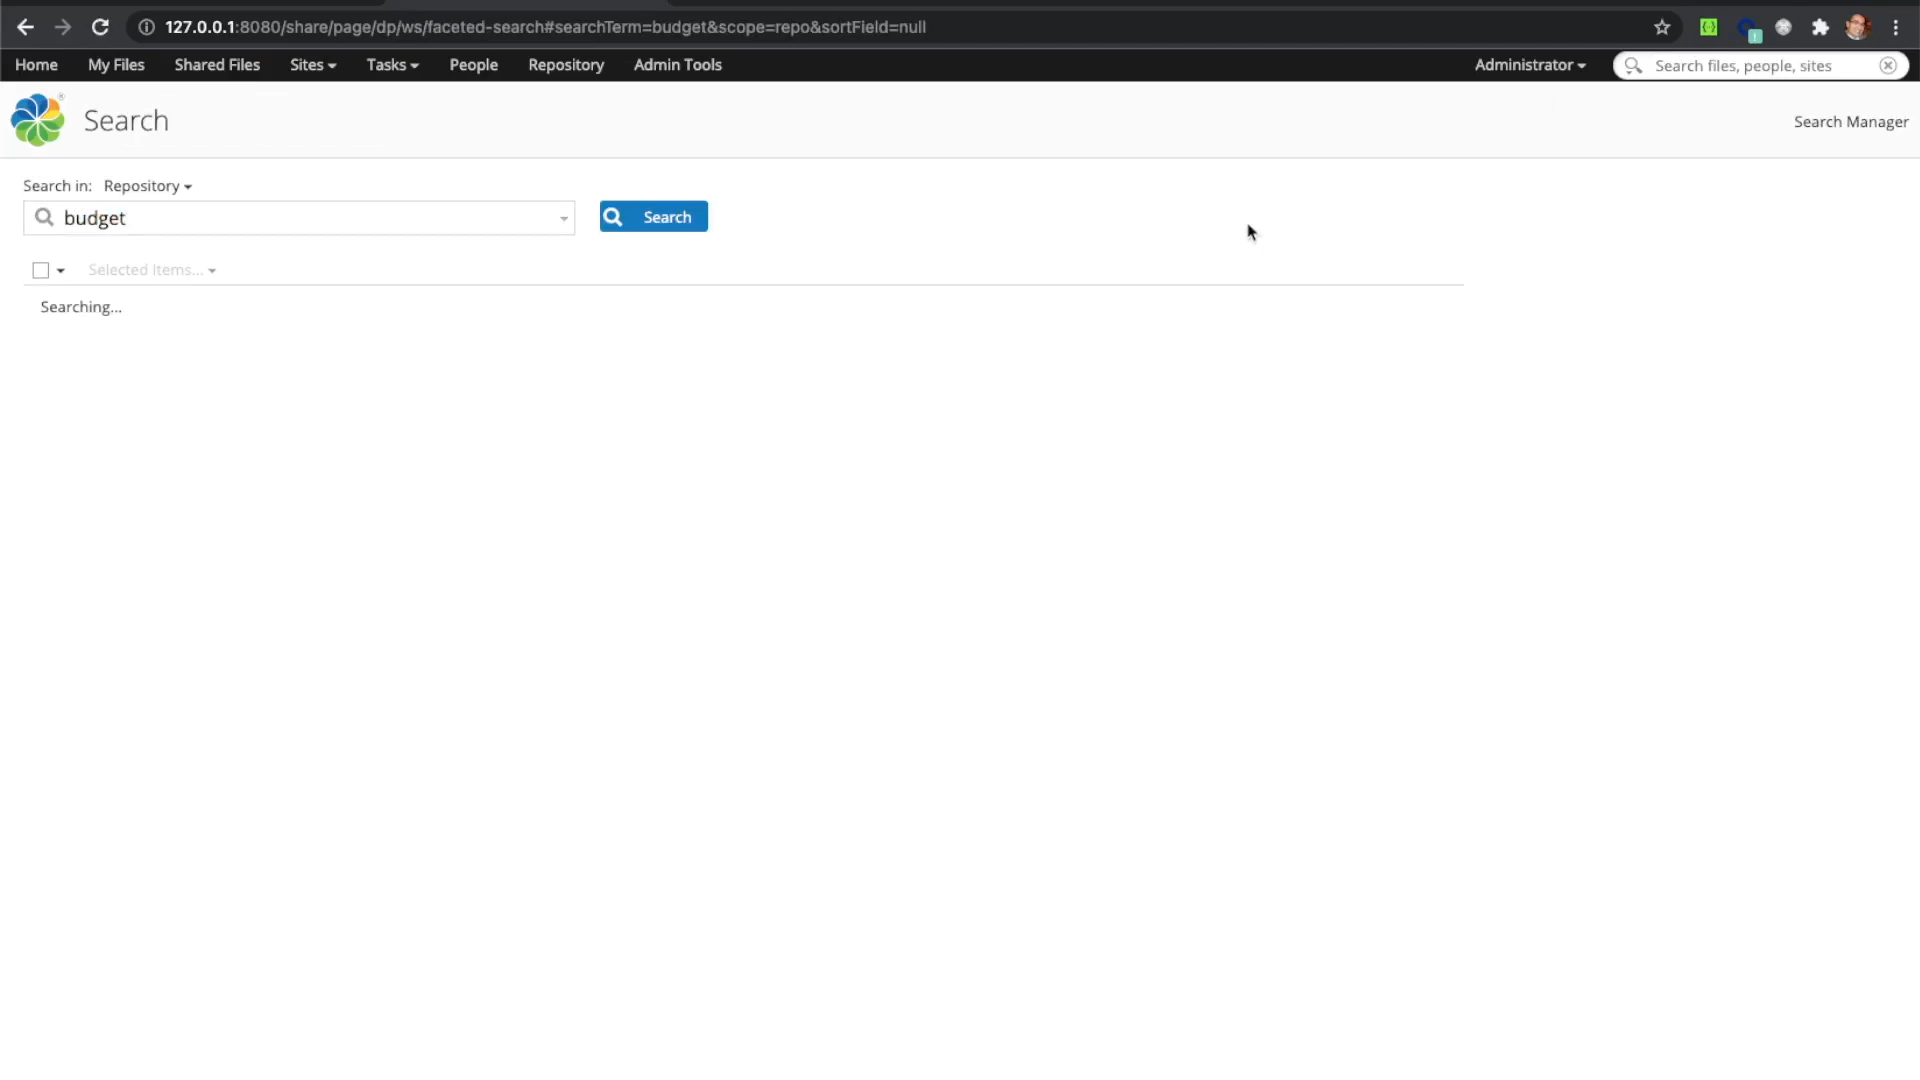 127.0.0.1:8080/share/page/dp/ws/faceted-search#searchTerm=budget&scope=repo&sortField=null
Home My Files Shared Files Sites Tasks People Repository Admin Tools Administrator Search files, people, sites
Search Search Manager
Search in: Repository
budget Search
Selected items...
Searching...